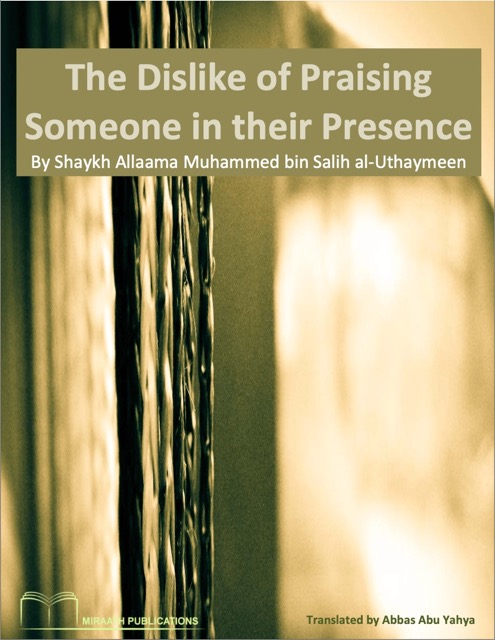 The Dislike of Praising
Someone in their Presence
By Shaykh Allaama Muhammed bin Salih al-Uthaymeen
MIRAATH PUBLICATIONS
Translated by Abbas Abu Yahya